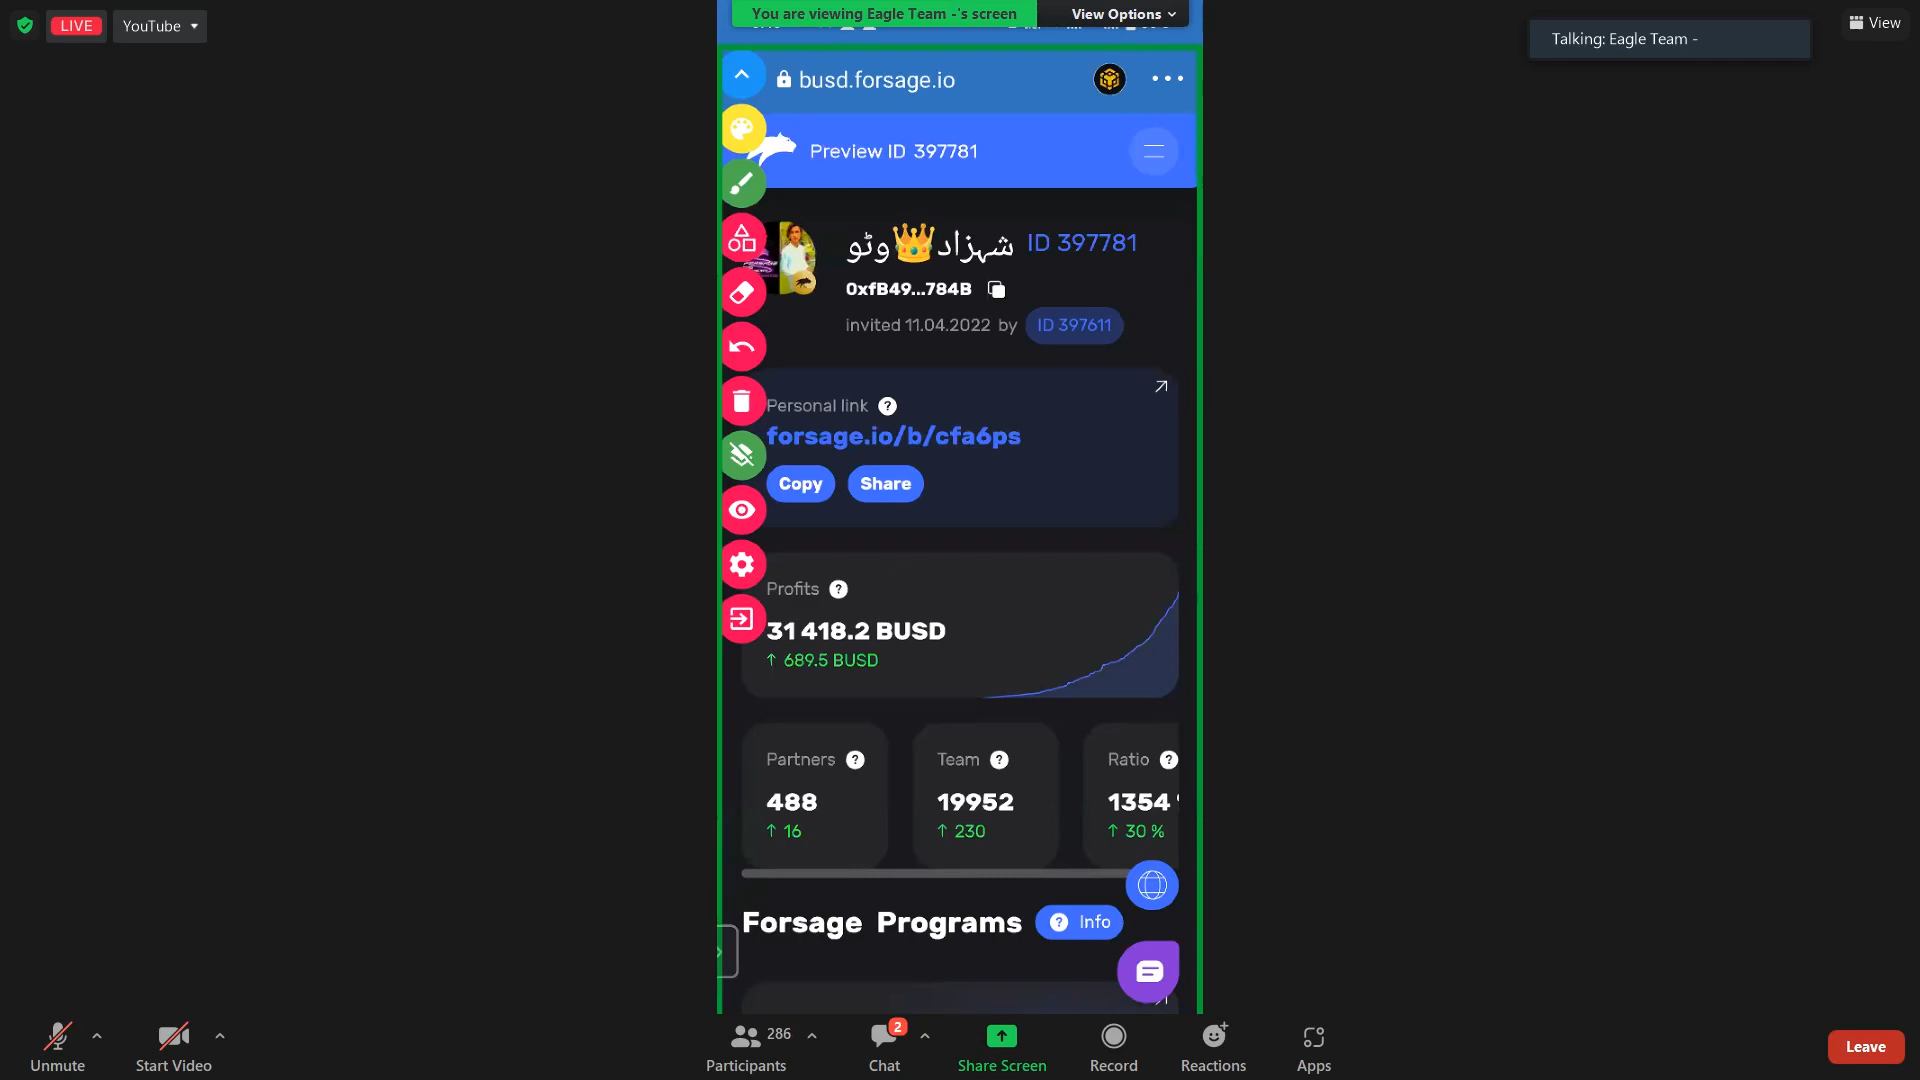 LIVE
YouTube
You are viewing Eagle Team -'s screen
View Options
Talking: Eagle Team -
View
busd.forsage.io
Preview ID 397781
شہزاد👑وٹو ID 397781
0xfB49...784B
invited 11.04.2022 by ID 397611
Personal link ?
forsage.io/b/cfa6ps
Copy Share
Profits ?
31 418.2 BUSD
↑ 689.5 BUSD
Partners ? Team ? Ratio ?
488 19952 1354
↑ 16 ↑ 230 ↑ 30 %
Forsage Programs ? Info
286 2
Unmute Start Video Participants Chat Share Screen Record Reactions Apps Leave